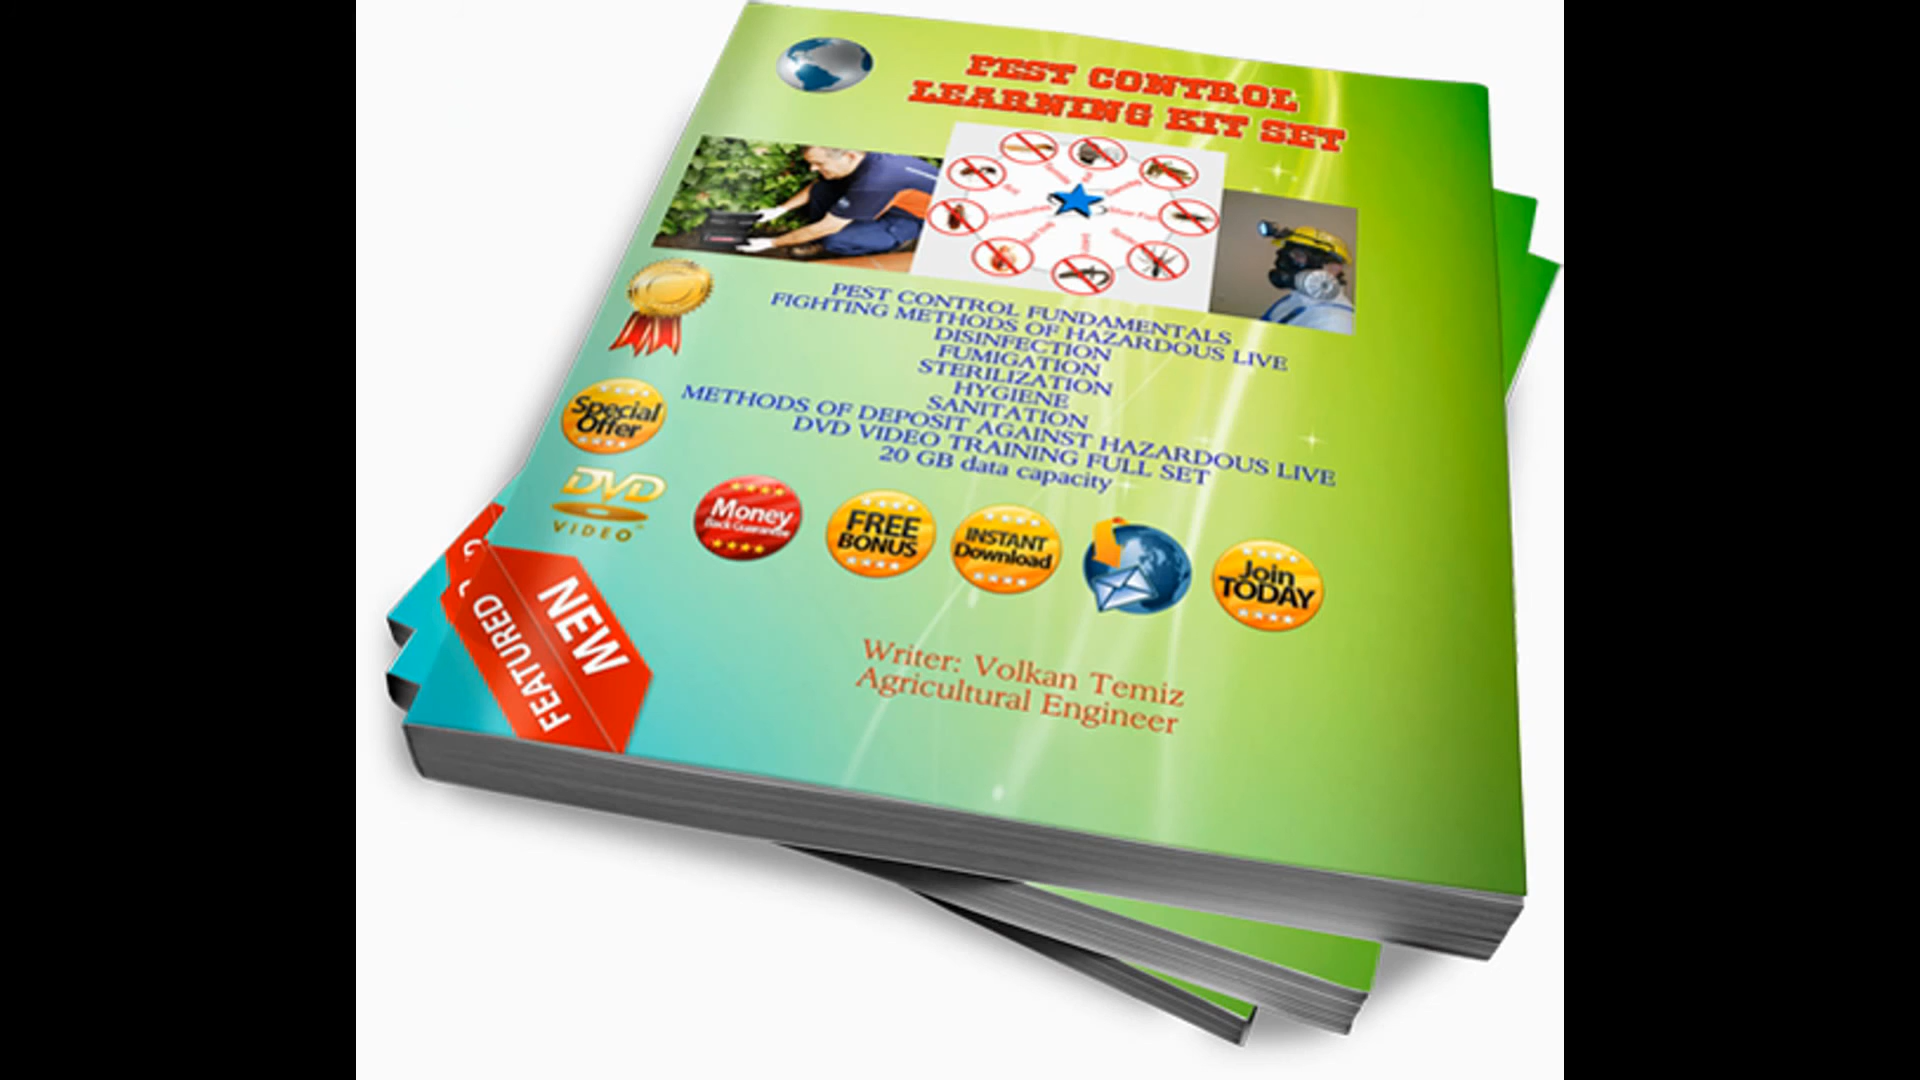 PEST CONTROL
LEARNING KIT SET
PEST CONTROL FUNDAMENTALS
FIGHTING METHODS OF HAZARDOUS LIVE
DISINFECTION
FUMIGATION
STERILIZATION
HYGIENE
SANITATION
METHODS OF DEPOSIT AGAINST HAZARDOUS LIVE
DVD VIDEO TRAINING FULL SET
20 GB data capacity
Special
Offer
DVD
VIDEO
Money
Back Guarantee
FREE
BONUS
INSTANT
Download
Join
TODAY
NEW
FEATURED
Writer: Volkan Temiz
Agricultural Engineer